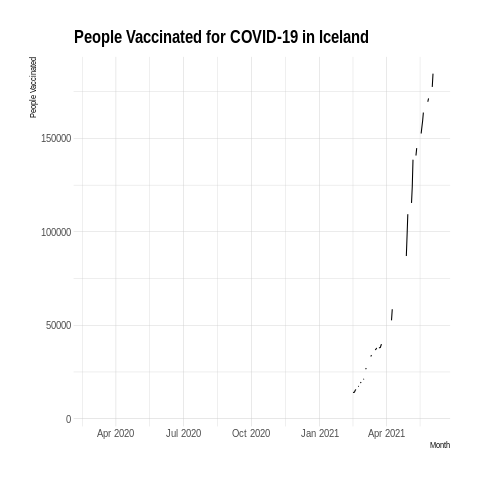 People Vaccinated for COVID-19 in Iceland
People Vaccinated
150000
100000
50000
0
Apr 2020 Jul 2020 Oct 2020 Jan 2021 Apr 2021
Month